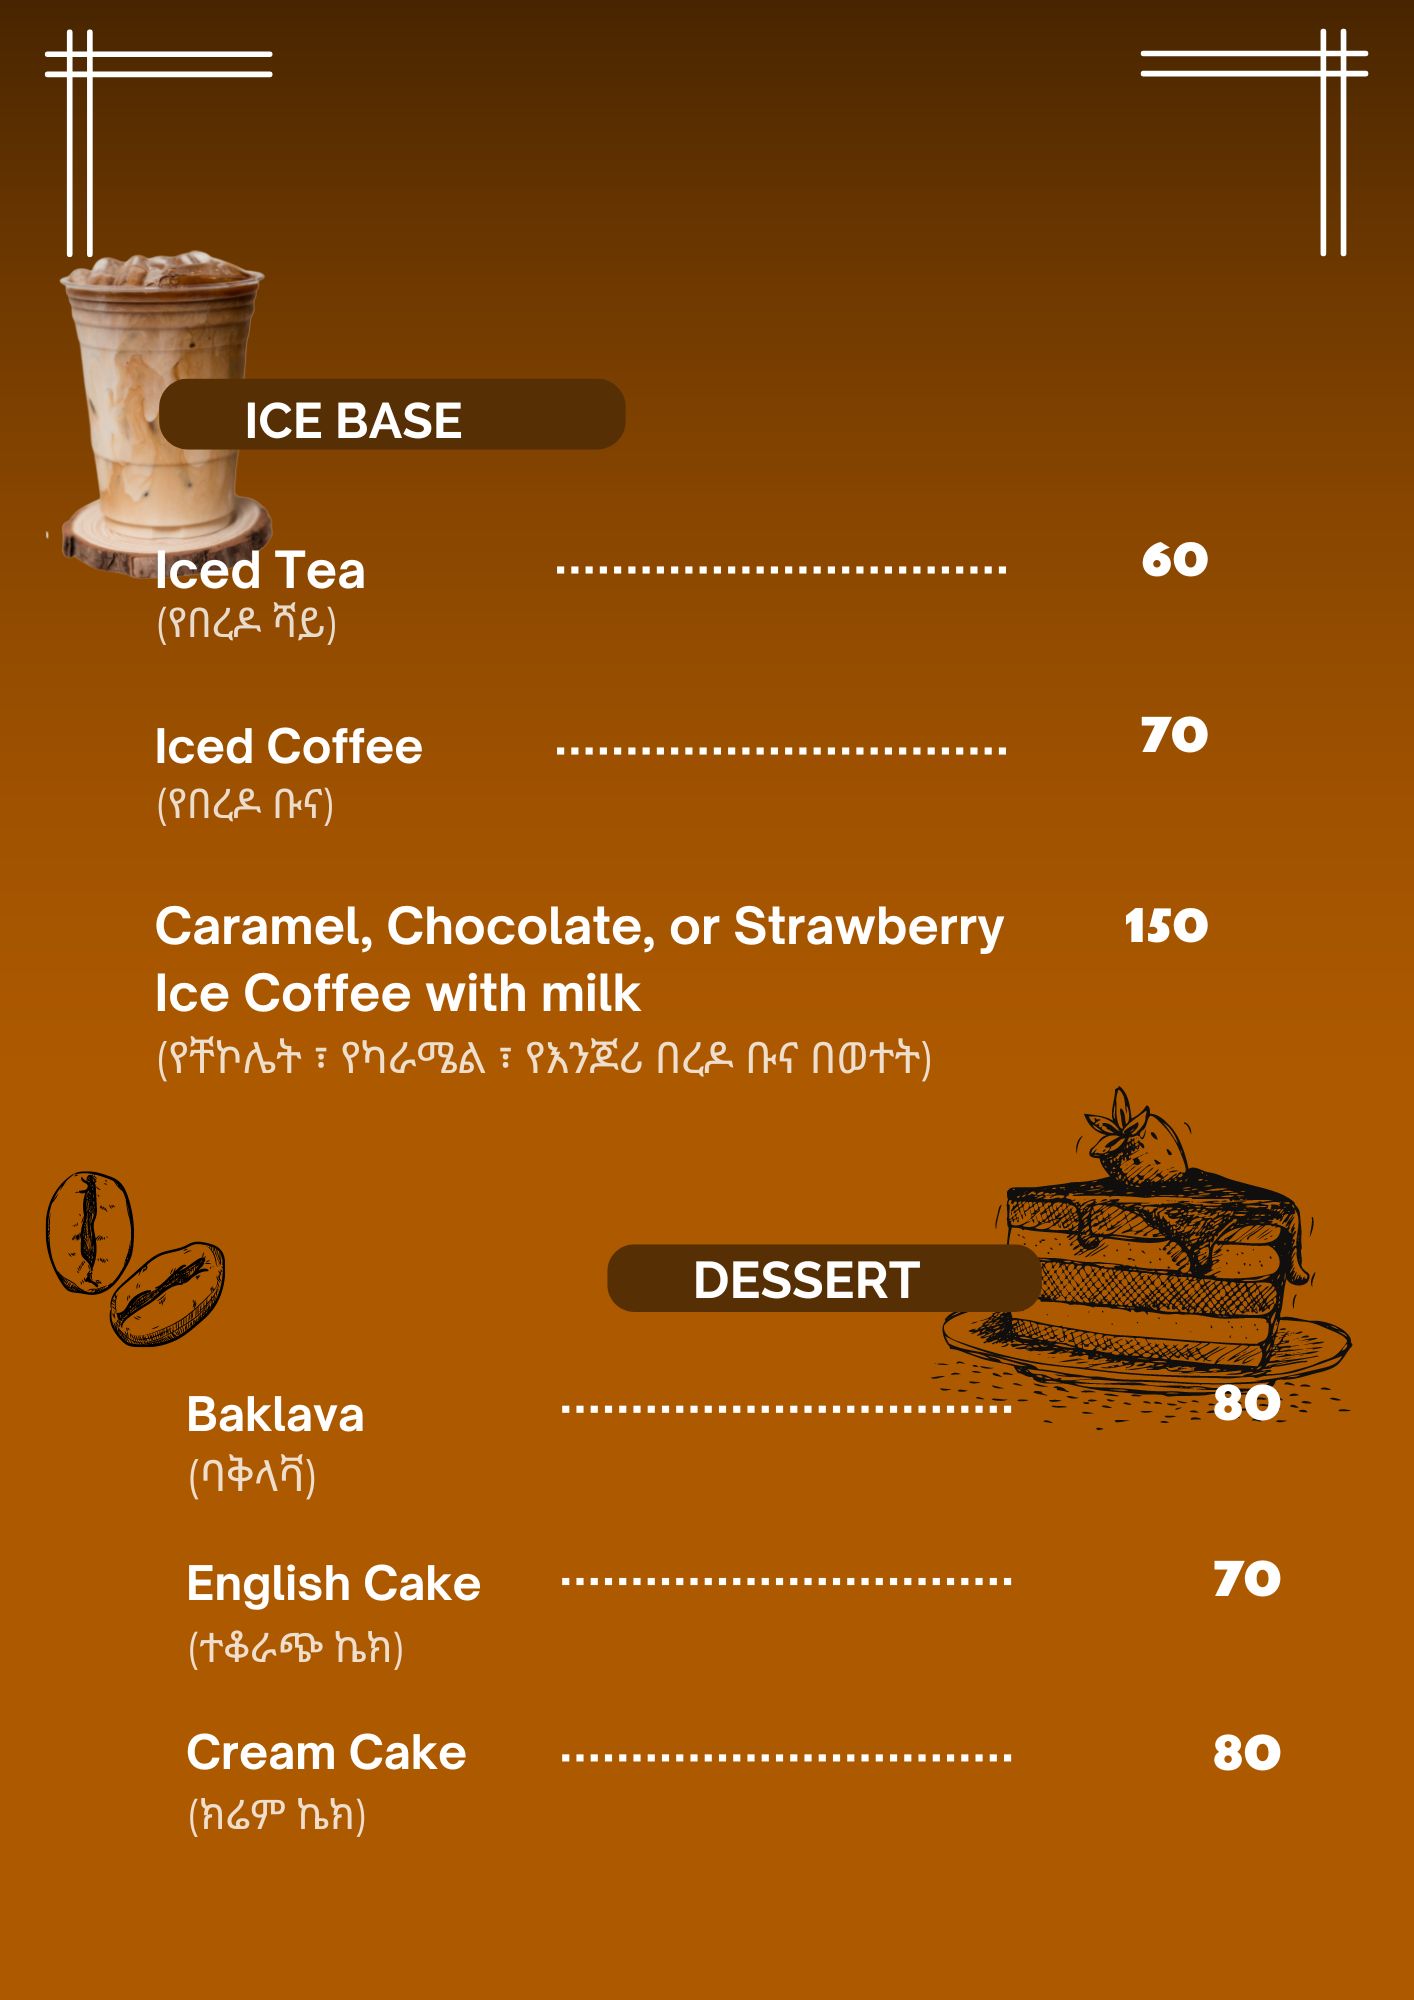 ICE BASE
Iced Tea 60
(የበረዶ ሻይ)
Iced Coffee 70
(የበረዶ ቡና)
Caramel, Chocolate, or Strawberry 150
Ice Coffee with milk
(የቸኮሌት ፣ የካራሜል ፣ የእንጆሪ በረዶ ቡና በወተት)
DESSERT
Baklava 80
(ባቅላቫ)
English Cake 70
(ተቆራጭ ኬክ)
Cream Cake 80
(ክሬም ኬክ)